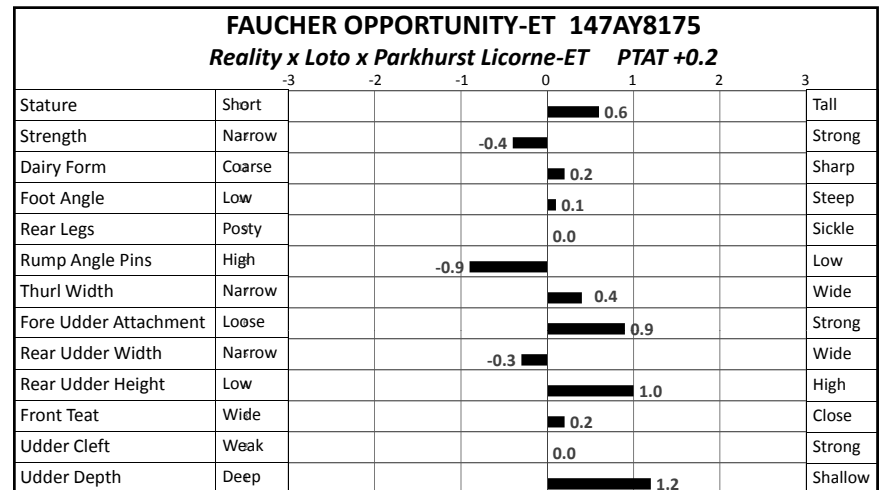 FAUCHER OPPORTUNITY-ET 147AY8175
Reality x Loto x Parkhurst Licorne-ET PTAT +0.2
-3 -2 -1 0 1 2 3
Stature Short 0.6 Tall
Strength Narrow -0.4 Strong
Dairy Form Coarse 0.2 Sharp
Foot Angle Low 0.1 Steep
Rear Legs Posty 0.0 Sickle
Rump Angle Pins High -0.9 Low
Thurl Width Narrow 0.4 Wide
Fore Udder Attachment Loose 0.9 Strong
Rear Udder Width Narrow -0.3 Wide
Rear Udder Height Low 1.0 High
Front Teat Wide 0.2 Close
Udder Cleft Weak 0.0 Strong
Udder Depth Deep 1.2 Shallow